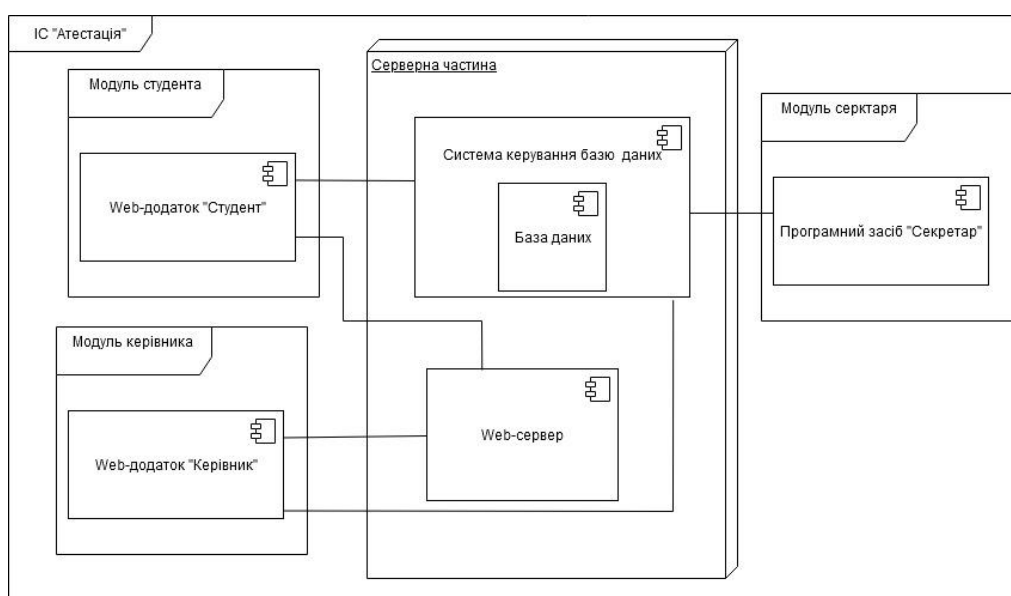 ІС "Атестація"
Модуль студента
Web-додаток "Студент"
Модуль керівника
Web-додаток "Керівник"
Серверна частина
Система керування базю даних
База даних
Web-сервер
Модуль серктаря
Програмний засіб "Секретар"